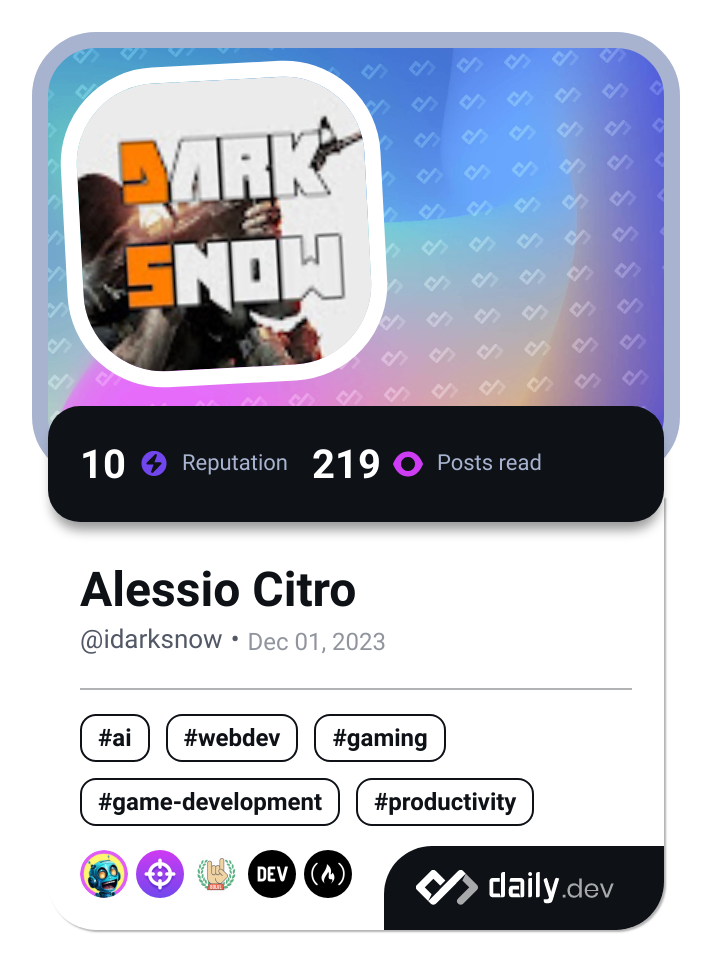 DARK
SNOW
10 Reputation 219 Posts read
Alessio Citro
@idarksnow • Dec 01, 2023
#ai #webdev #gaming
#game-development #productivity
DEV
daily.dev